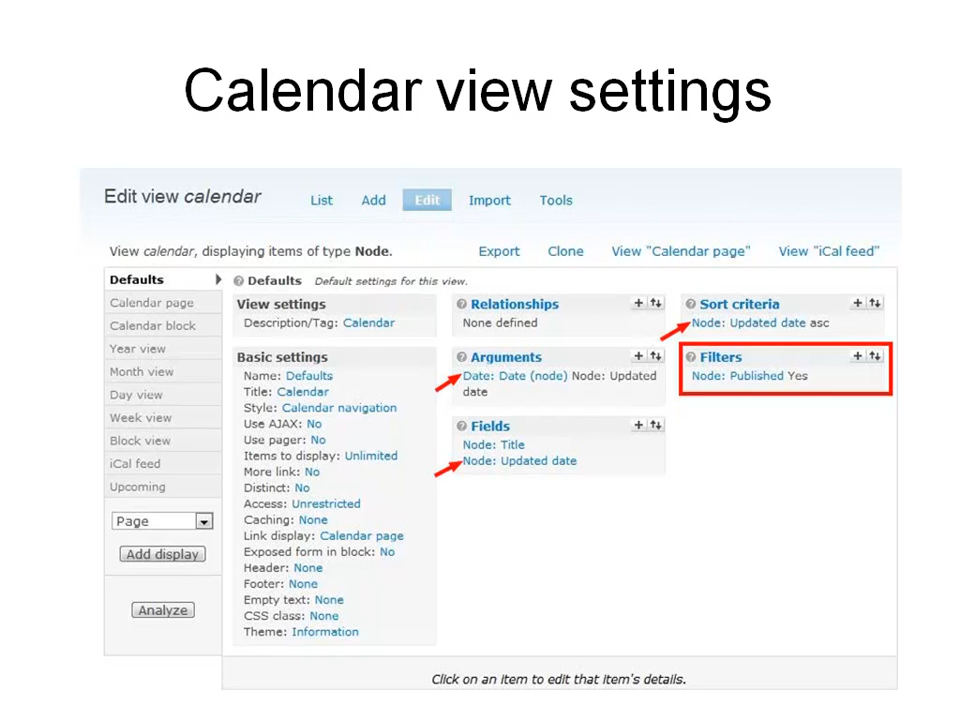 Calendar view settings
Edit view calendar
List Add Edit Import Tools
View calendar, displaying items of type Node.
Export Clone View "Calendar page" View "iCal feed"
Defaults
Calendar page
Calendar block
Year view
Month view
Day view
Week view
Block view
iCal feed
Upcoming
Page
Add display
Analyze
Defaults Default settings for this view.
View settings
Description/Tag: Calendar
Basic settings
Name: Defaults
Title: Calendar
Style: Calendar navigation
Use AJAX: No
Use pager: No
Items to display: Unlimited
More link: No
Distinct: No
Access: Unrestricted
Caching: None
Link display: Calendar page
Exposed form in block: No
Header: None
Footer: None
Empty text: None
CSS class: None
Theme: Information
Relationships
None defined
Arguments
Date: Date (node) Node: Updated
date
Fields
Node: Title
Node: Updated date
Sort criteria
Node: Updated date asc
Filters
Node: Published Yes
Click on an item to edit that item's details.